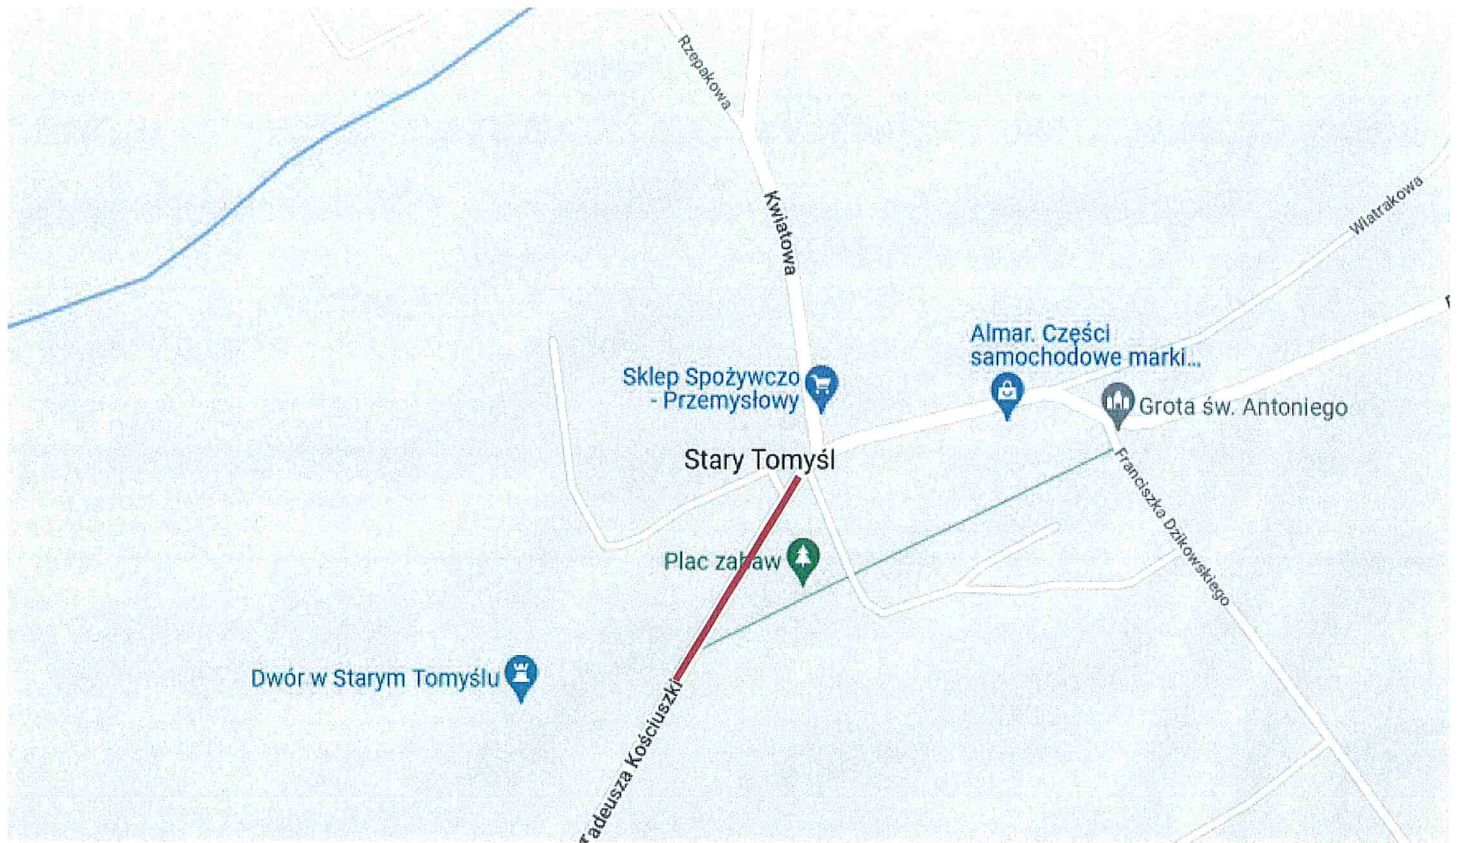 Rzepakowa
Kwiatowa
Wiatrakowa
Almar. Części
samochodowe marki...
Sklep Spożywczo
- Przemysłowy
Grota św. Antoniego
Stary Tomyśl
Franciszka Dzikowskiego
Plac zabaw
Dwór w Starym Tomyślu
Tadeusza Kościuszki